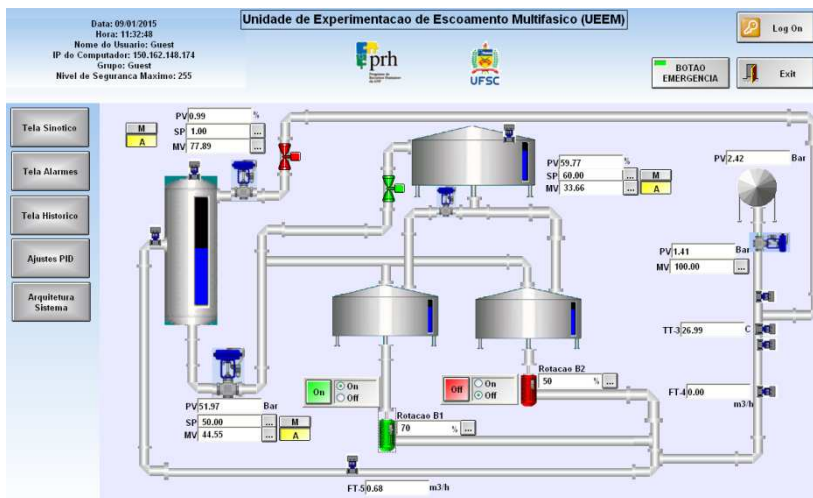 Data: 09/01/2015
Hora: 11:32:48
Nome do Usuario: Guest
IP do Computador: 150.162.148.174
Grupo: Guest
Nivel de Seguranca Maximo: 255
Unidade de Experimentacao de Escoamento Multifasico (UEEM)
prh
UFSC
Log On
BOTAO
EMERGENCIA
Exit
Tela Sinotico
Tela Alarmes
Tela Historico
Ajustes PID
Arquitetura
Sistema
M
A
PV 0.99 %
SP 1.00 ...
MV 77.89 ...
PV 59.77 %
SP 60.00 ... M
MV 33.66 ... A
PV 2.42 Bar
PV 1.41 Bar
MV 100.00 ...
TT-3 26.99 C
FT-4 0.00
m3/h
On
On
Off
Off
On
Off
Rotacao B2
50 % ...
Rotacao B1
70 % ...
PV 51.97 Bar
SP 50.00 ... M
MV 44.55 ... A
FT-5 0.68 m3/h